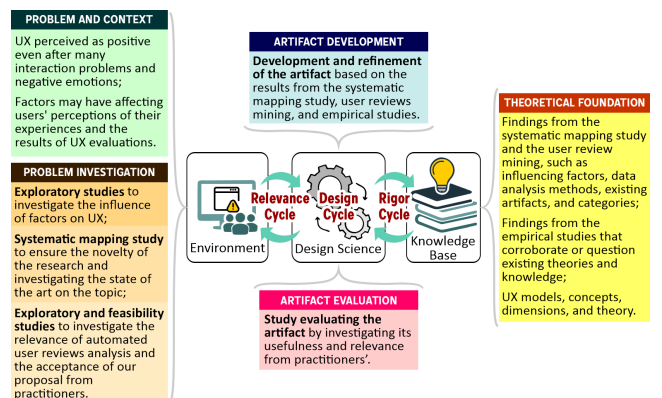 PROBLEM AND CONTEXT
UX perceived as positive
even after many
interaction problems and
negative emotions;
Factors may have affecting
users' perceptions of their
experiences and the
results of UX evaluations.
PROBLEM INVESTIGATION
Exploratory studies to
investigate the influence
of factors on UX;
Systematic mapping study
to ensure the novelty of
the research and
investigating the state of
the art on the topic;
Exploratory and feasibility
studies to investigate the
relevance of automated
user reviews analysis and
the acceptance of our
proposal from
practitioners.
ARTIFACT DEVELOPMENT
Development and refinement
of the artifact based on the
results from the systematic
mapping study, user reviews
mining, and empirical studies.
Relevance
Cycle
Design
Cycle
Rigor
Cycle
Environment
Design Science
Knowledge
Base
ARTIFACT EVALUATION
Study evaluating the
artifact by investigating its
usefulness and relevance
from practitioners’.
THEORETICAL FOUNDATION
Findings from the
systematic mapping study
and the user review
mining, such as
influencing factors, data
analysis methods, existing
artifacts, and categories;
Findings from the
empirical studies that
corroborate or question
existing theories and
knowledge;
UX models, concepts,
dimensions, and theory.